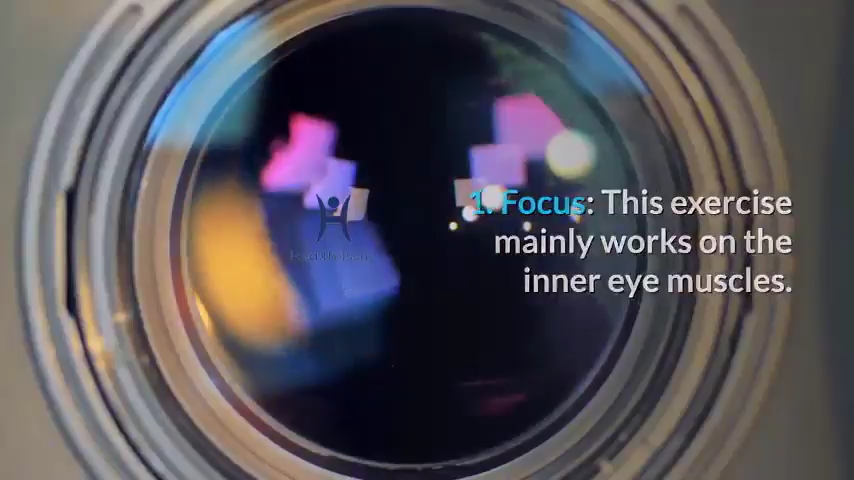 1. Focus: This exercise
mainly works on the
inner eye muscles.